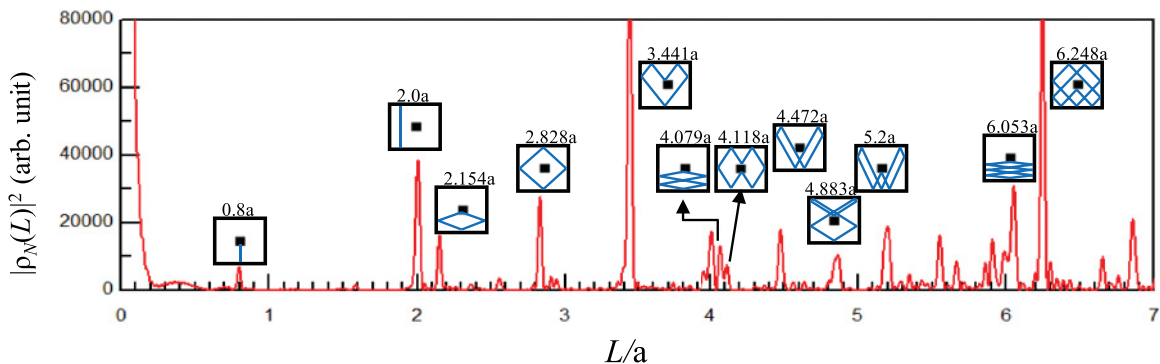 80000
60000
40000
20000
0
|ρN(L)|² (arb. unit)
0.8a
2.0a
2.154a
2.828a
3.441a
4.079a
4.118a
4.472a
4.883a
5.2a
6.053a
6.248a
0 1 2 3 4 5 6 7
L/a